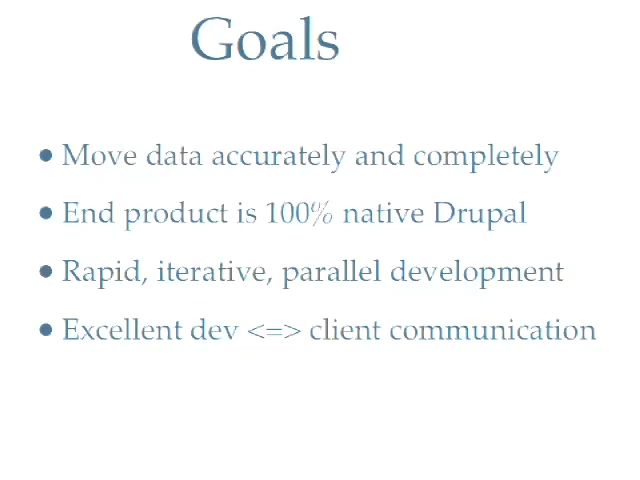 Goals
• Move data accurately and completely
• End product is 100% native Drupal
• Rapid, iterative, parallel development
• Excellent dev <=> client communication